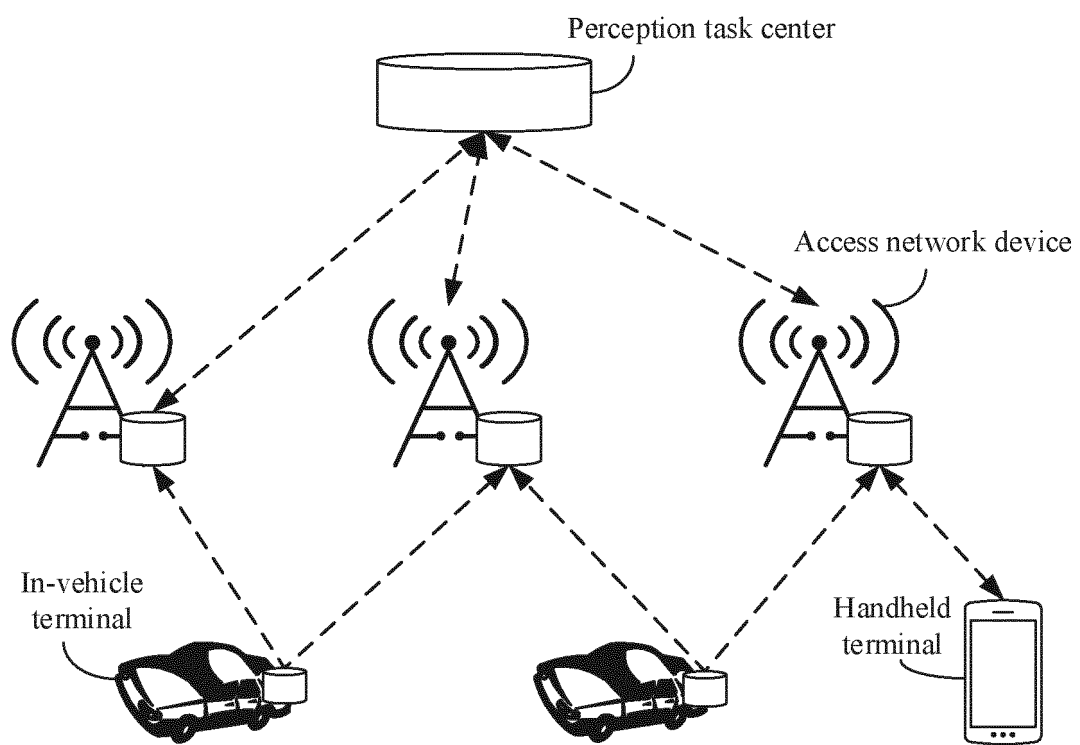 Perception task center
Access network device
In-vehicle
terminal
Handheld
terminal